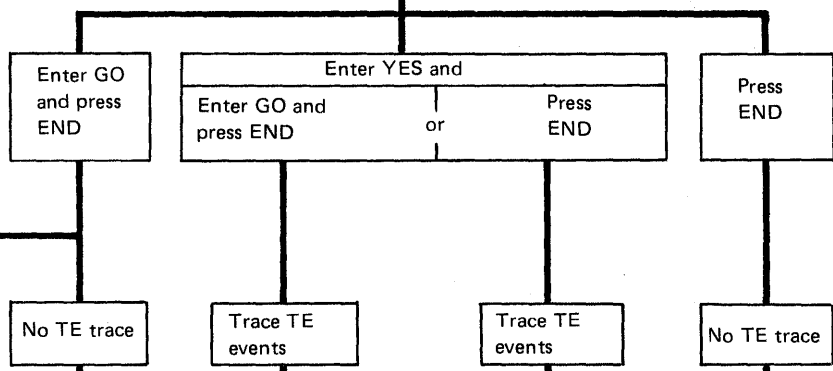 Enter GO
and press
END
Enter YES and
Enter GO and
press END
or
Press
END
Press
END
No TE trace
Trace TE
events
Trace TE
events
No TE trace